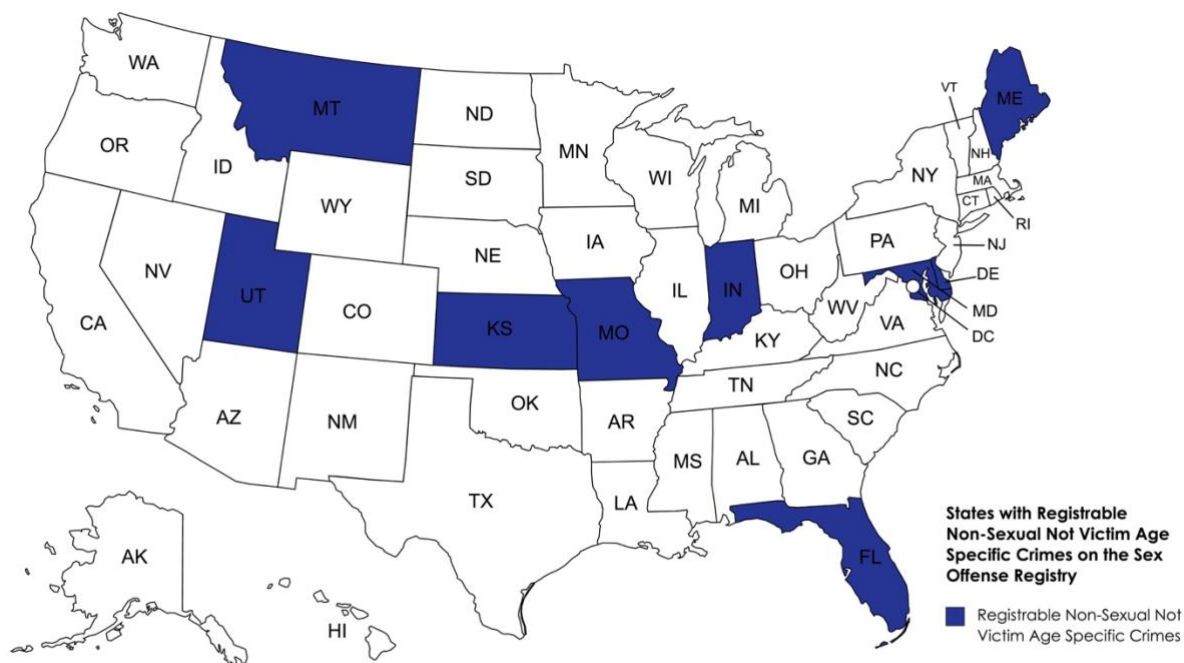 WA
MT
ND
MN
VT
ME
OR
ID
SD
WI
NH
NY
MA
WY
MI
CT
RI
IA
PA
NJ
NE
NV
OH
DE
UT
IL
IN
CO
WV
MD
CA
KS
MO
VA
DC
KY
NC
TN
AZ
NM
OK
AR
SC
MS
AL
GA
TX
LA
AK
FL
HI
States with Registrable
Non-Sexual Not Victim Age
Specific Crimes on the Sex
Offense Registry
Registrable Non-Sexual Not
Victim Age Specific Crimes